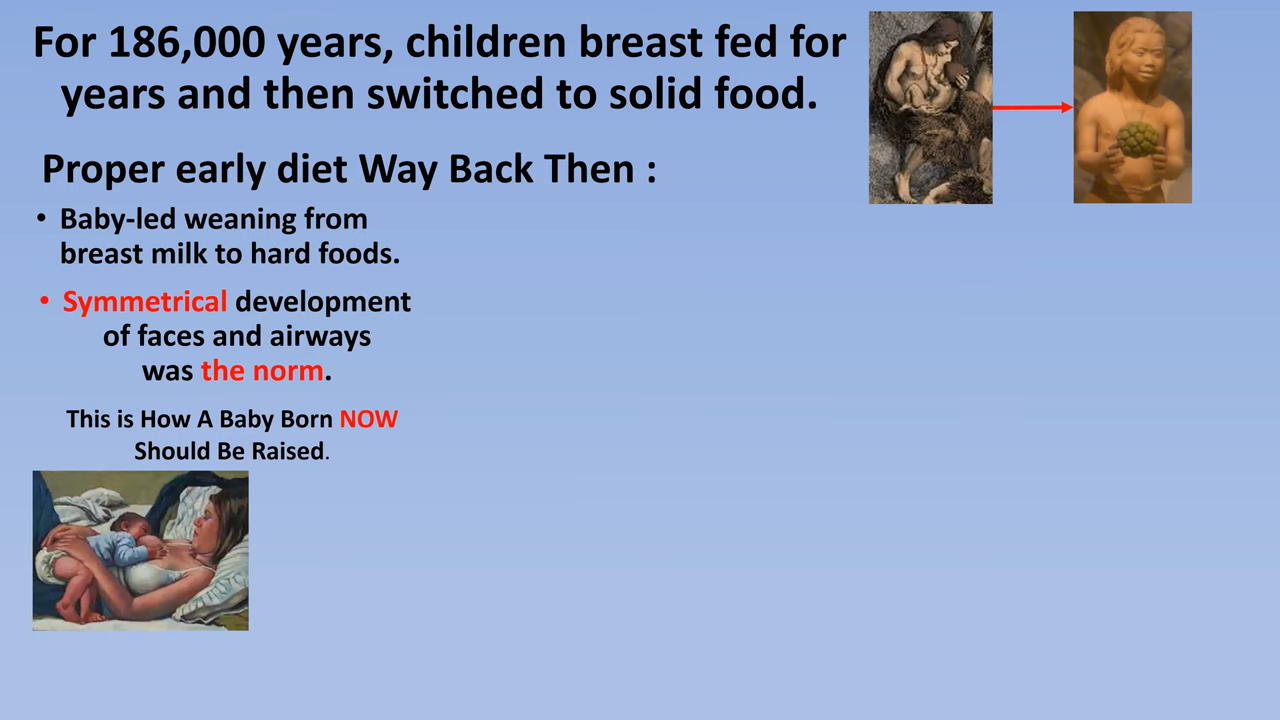 For 186,000 years, children breast fed for
years and then switched to solid food.
Proper early diet Way Back Then :
• Baby-led weaning from
breast milk to hard foods.
• Symmetrical development
of faces and airways
was the norm.
This is How A Baby Born NOW
Should Be Raised.